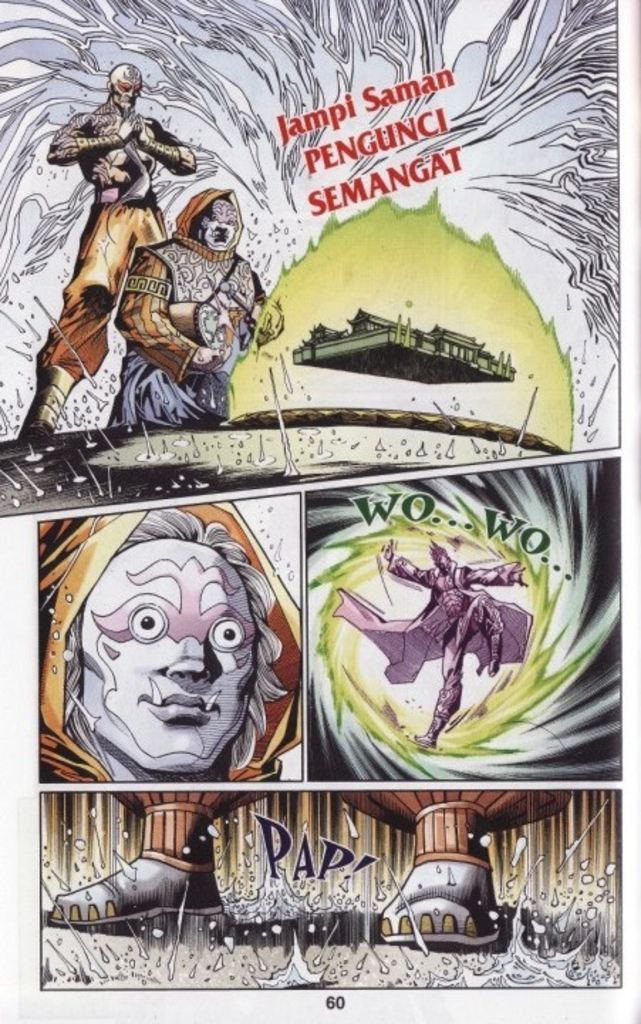 Jampi Saman
PENGUNCI
SEMANGAT
WO... WO...
PAP!
60